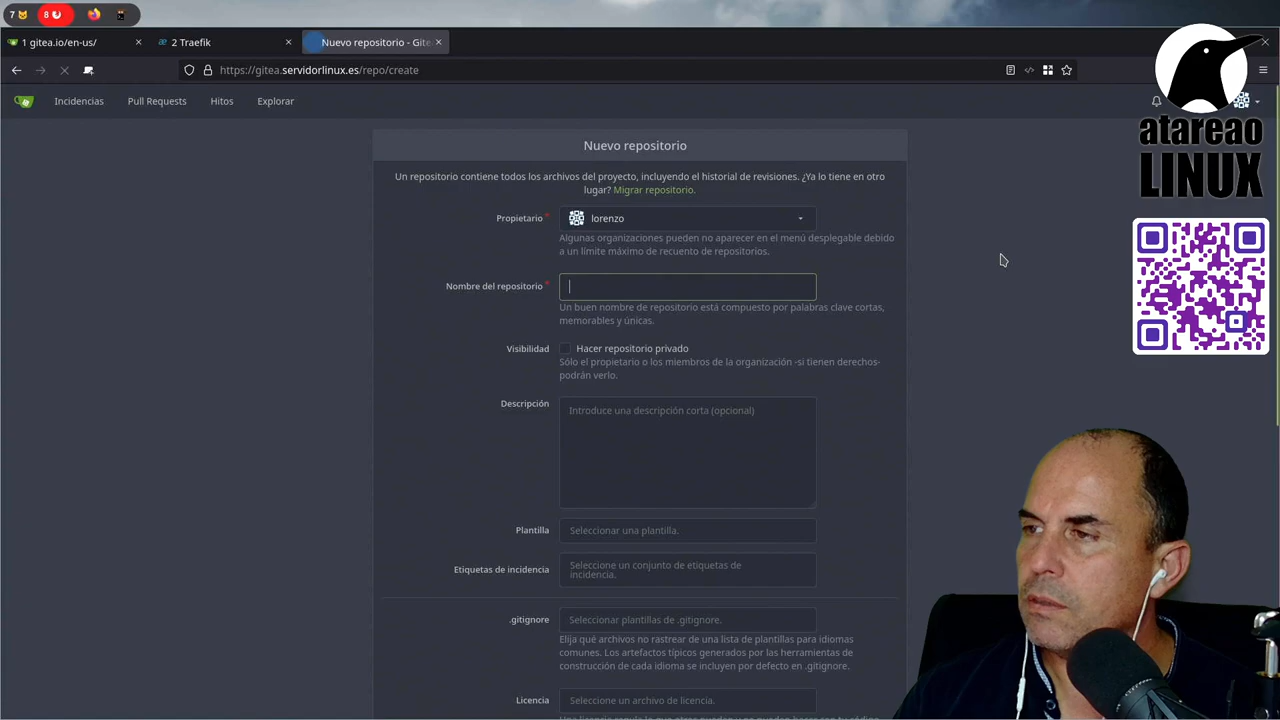 7 8
1 gitea.io/en-us/
2 Traefik
Nuevo repositorio - Gite
https://gitea.servidorlinux.es/repo/create
Incidencias Pull Requests Hitos Explorar
atareao
LINUX
Nuevo repositorio
Un repositorio contiene todos los archivos del proyecto, incluyendo el historial de revisiones. ¿Ya lo tiene en otro
lugar? Migrar repositorio.
Propietario *
lorenzo
Algunas organizaciones pueden no aparecer en el menú desplegable debido
a un límite máximo de recuento de repositorios.
Nombre del repositorio *
Un buen nombre de repositorio está compuesto por palabras clave cortas,
memorables y únicas.
Visibilidad Hacer repositorio privado
Sólo el propietario o los miembros de la organización -si tienen derechos-
podrán verlo.
Descripción
Introduce una descripción corta (opcional)
Plantilla Seleccionar una plantilla.
Etiquetas de incidencia
Seleccione un conjunto de etiquetas de
incidencia.
.gitignore Seleccionar plantillas de .gitignore.
Elija qué archivos no rastrear de una lista de plantillas para idiomas
comunes. Los artefactos típicos generados por las herramientas de
construcción de cada idioma se incluyen por defecto en .gitignore.
Licencia Seleccione un archivo de licencia.